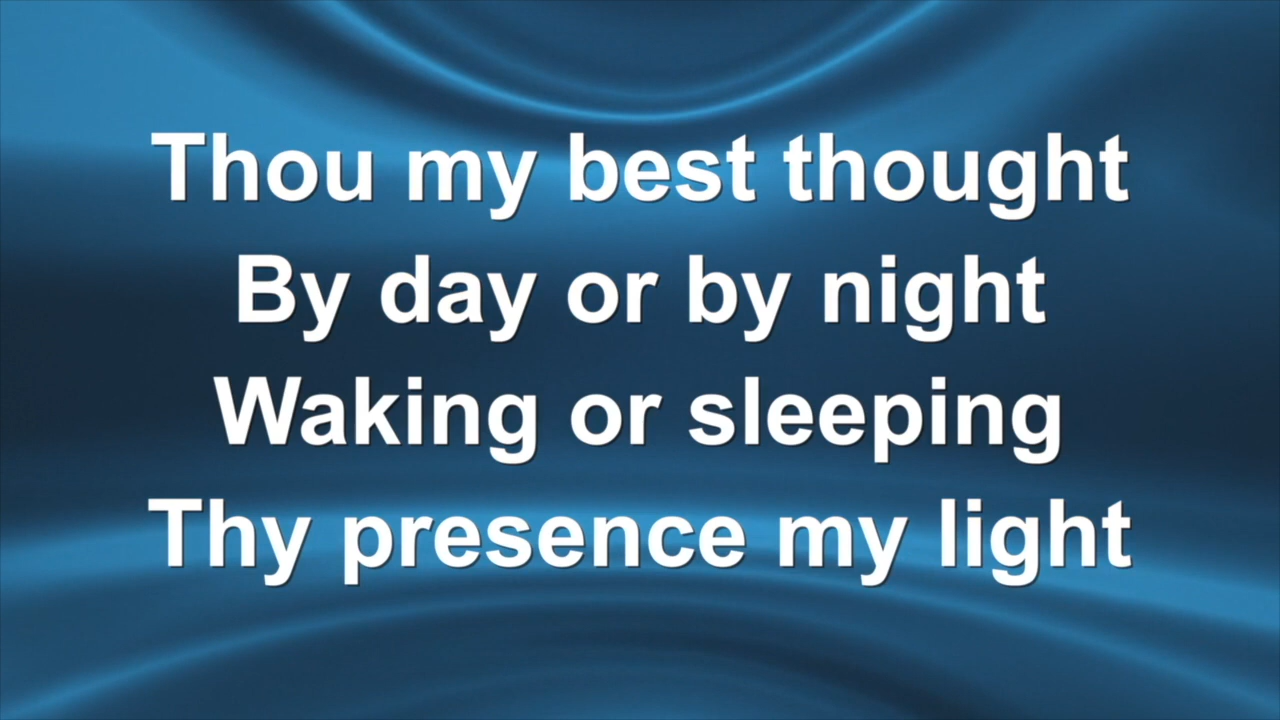 Thou my best thought
By day or by night
Waking or sleeping
Thy presence my light